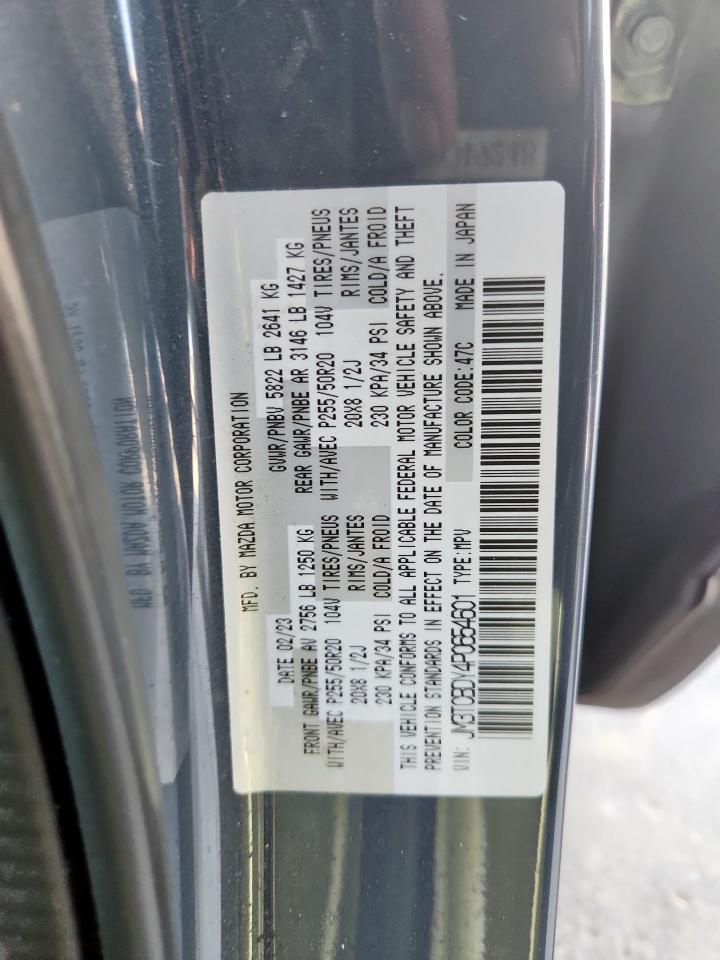 MFD. BY MAZDA MOTOR CORPORATION
DATE 02/23 GVWR/PNBV 5822 LB 2641 KG
FRONT GAWR/PNBE AV 2756 LB 1250 KG REAR GAWR/PNBE AR 3146 LB 1427 KG
WITH/AVEC P255/50R20 104V TIRES/PNEUS WITH/AVEC P255/50R20 104V TIRES/PNEUS
20X8 1/2J RIMS/JANTES 20X8 1/2J RIMS/JANTES
230 KPA/34 PSI COLD/A FROID 230 KPA/34 PSI COLD/A FROID
THIS VEHICLE CONFORMS TO ALL APPLICABLE FEDERAL MOTOR VEHICLE SAFETY AND THEFT
PREVENTION STANDARDS IN EFFECT ON THE DATE OF MANUFACTURE SHOWN ABOVE.
VIN: JM3TCBDY4P0654601 TYPE:MPV COLOR CODE:47C MADE IN JAPAN